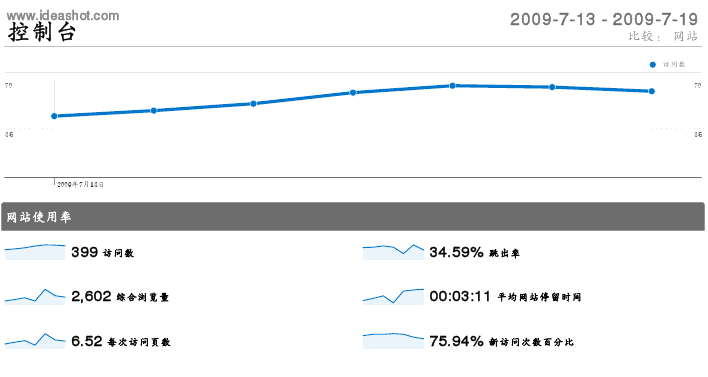 www.ideashot.com
控制台
2009-7-13 - 2009-7-19
比较： 网站
访问数
70 70
35 35
2009年7月13日
网站使用率
399 访问数
34.59% 跳出率
2,602 综合浏览量
00:03:11 平均网站停留时间
6.52 每次访问页数
75.94% 新访问次数百分比